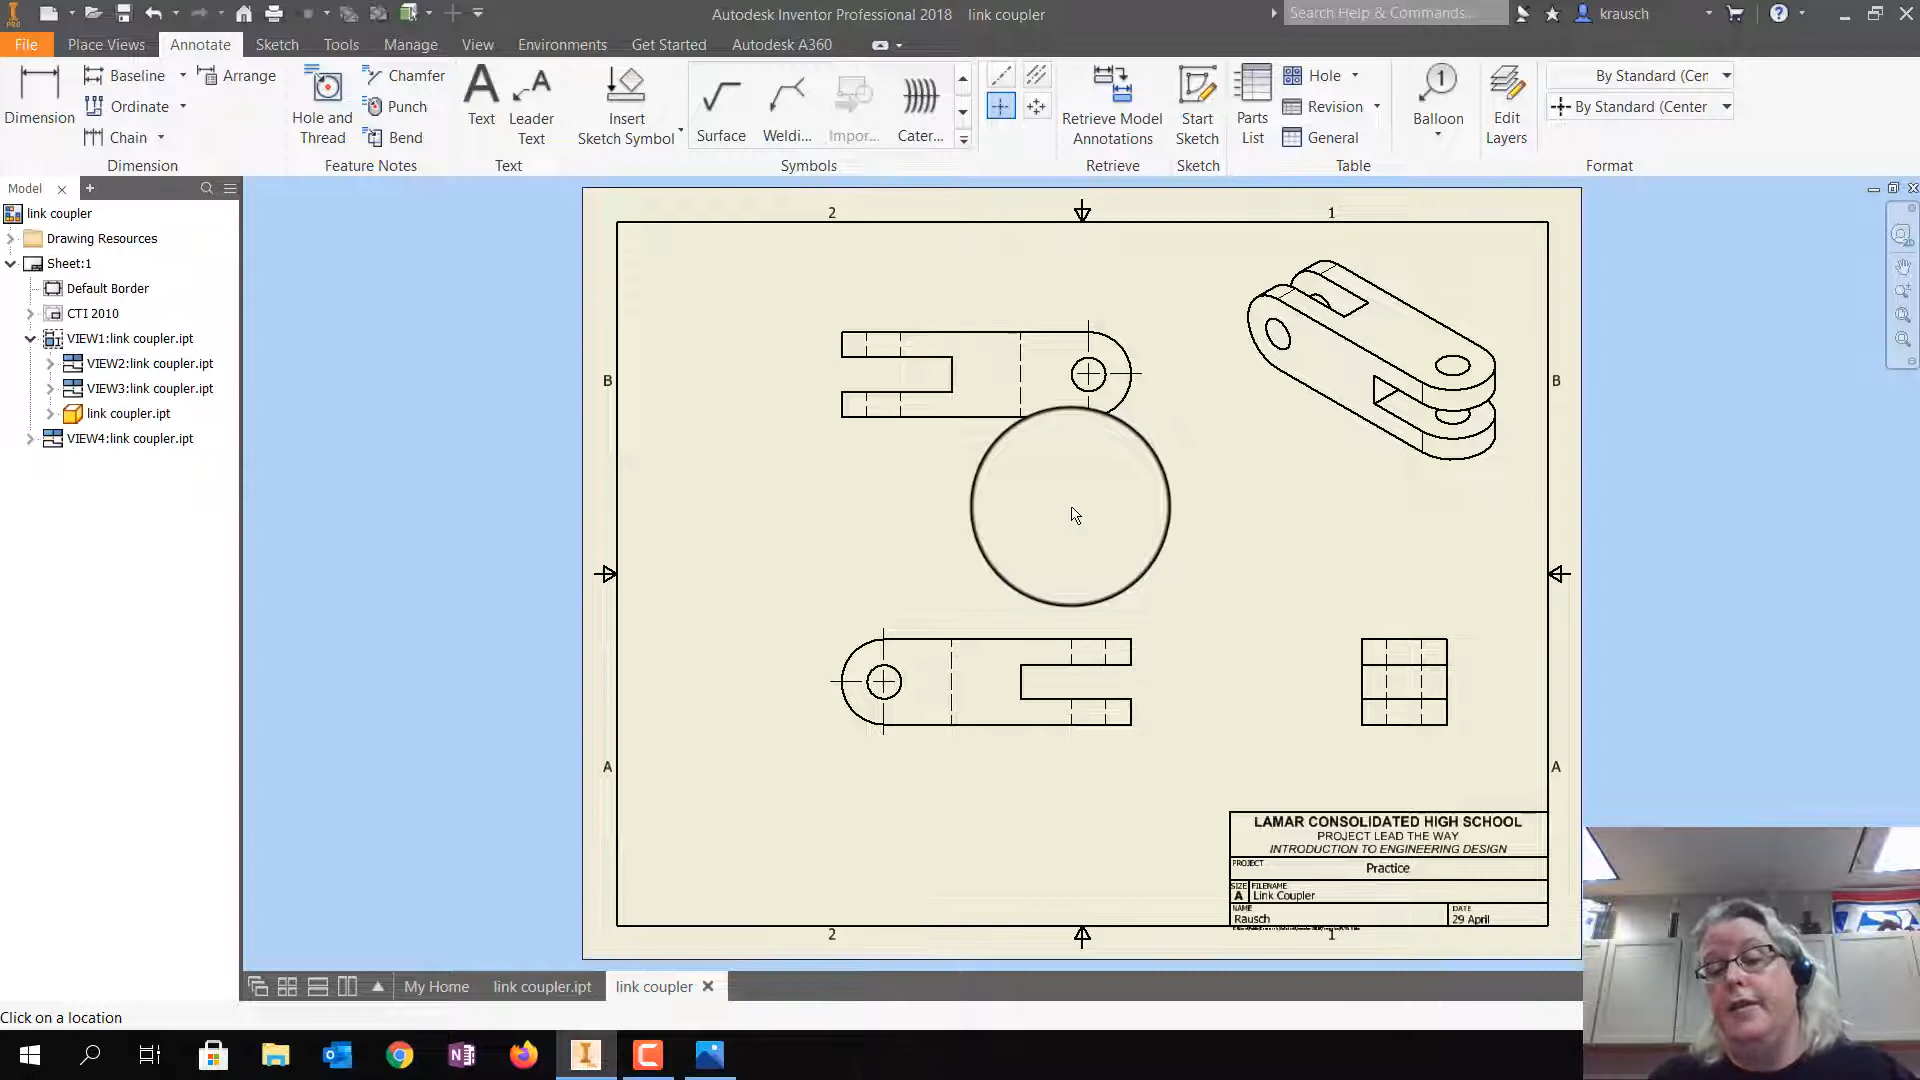 Autodesk Inventor Professional 2018 link coupler
Search Help & Commands...
krausch
File Place Views Annotate Sketch Tools Manage View Environments Get Started Autodesk A360
PRO
Dimension
Baseline
Ordinate
Chain
Arrange
Dimension
Hole and Thread
Chamfer
Punch
Bend
Feature Notes
Text
Leader Text
Text
Insert Sketch Symbol
Surface
Weldi...
Impor...
Cater...
Symbols
Retrieve Model Annotations
Retrieve
Start Sketch
Sketch
Parts List
Hole
Revision
General
Table
1
Balloon
Edit Layers
By Standard (Cer
By Standard (Center
Format
Model
link coupler
Drawing Resources
Sheet:1
Default Border
CTI 2010
VIEW1:link coupler.ipt
VIEW2:link coupler.ipt
VIEW3:link coupler.ipt
link coupler.ipt
VIEW4:link coupler.ipt
2 1
B B
A A
LAMAR CONSOLIDATED HIGH SCHOOL
PROJECT LEAD THE WAY
INTRODUCTION TO ENGINEERING DESIGN
PROJECT
Practice
SIZE FILENAME
A Link Coupler
NAME DATE
Rausch 29 April
2 1
My Home link coupler.ipt link coupler
Click on a location